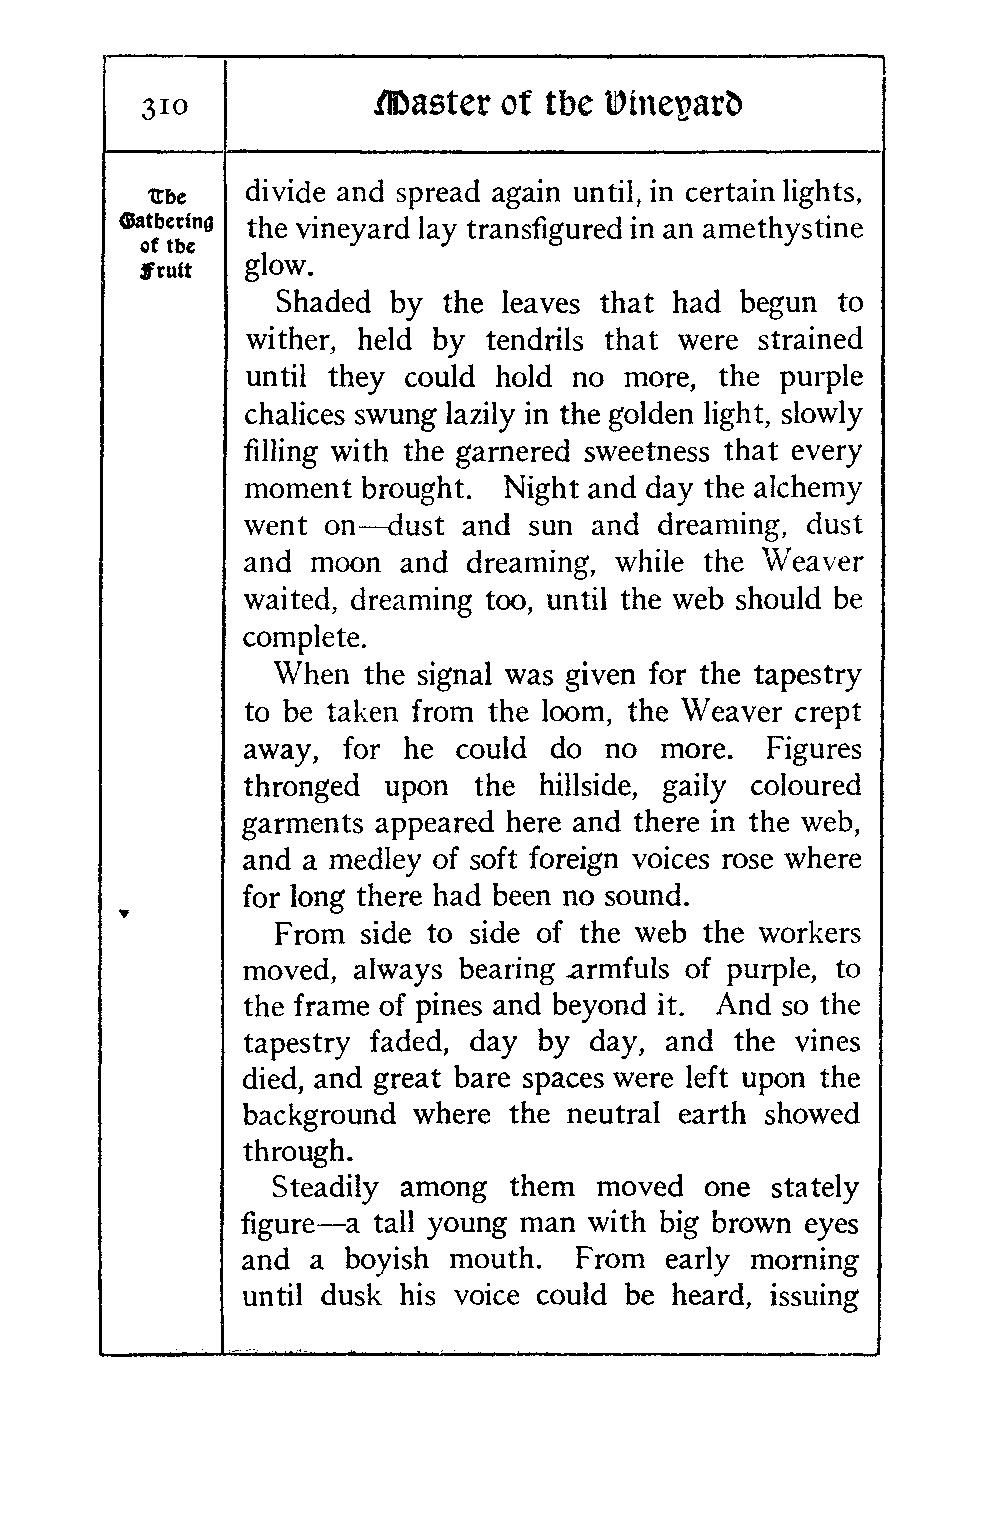 310
Master of the Vineyard
The
Gathering
of the
Fruit
divide and spread again until, in certain lights,
the vineyard lay transfigured in an amethystine
glow.
Shaded by the leaves that had begun to
wither, held by tendrils that were strained
until they could hold no more, the purple
chalices swung lazily in the golden light, slowly
filling with the garnered sweetness that every
moment brought. Night and day the alchemy
went on—dust and sun and dreaming, dust
and moon and dreaming, while the Weaver
waited, dreaming too, until the web should be
complete.
When the signal was given for the tapestry
to be taken from the loom, the Weaver crept
away, for he could do no more. Figures
thronged upon the hillside, gaily coloured
garments appeared here and there in the web,
and a medley of soft foreign voices rose where
for long there had been no sound.
From side to side of the web the workers
moved, always bearing armfuls of purple, to
the frame of pines and beyond it. And so the
tapestry faded, day by day, and the vines
died, and great bare spaces were left upon the
background where the neutral earth showed
through.
Steadily among them moved one stately
figure—a tall young man with big brown eyes
and a boyish mouth. From early morning
until dusk his voice could be heard, issuing